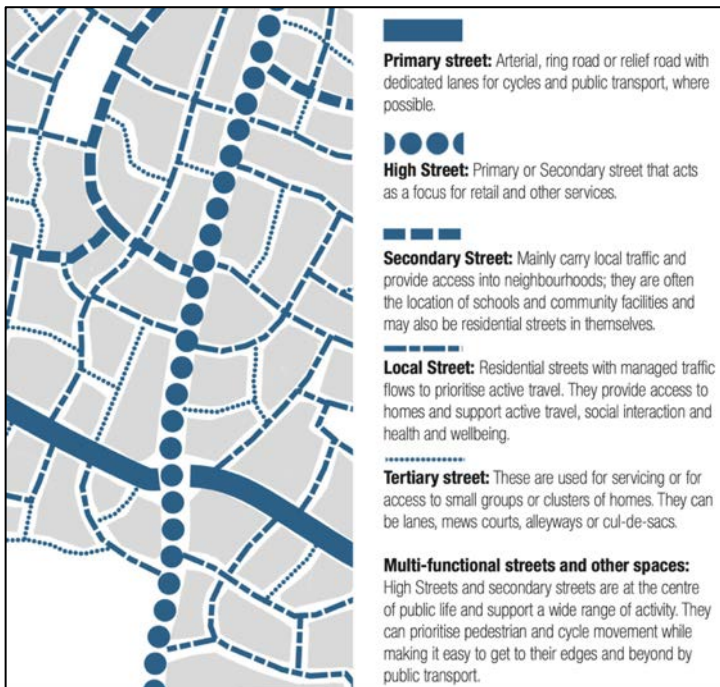 Primary street: Arterial, ring road or relief road with
dedicated lanes for cycles and public transport, where
possible.
High Street: Primary or Secondary street that acts
as a focus for retail and other services.
Secondary Street: Mainly carry local traffic and
provide access into neighbourhoods; they are often
the location of schools and community facilities and
may also be residential streets in themselves.
Local Street: Residential streets with managed traffic
flows to prioritise active travel. They provide access to
homes and support active travel, social interaction and
health and wellbeing.
Tertiary street: These are used for servicing or for
access to small groups or clusters of homes. They can
be lanes, mews courts, alleyways or cul-de-sacs.
Multi-functional streets and other spaces:
High Streets and secondary streets are at the centre
of public life and support a wide range of activity. They
can prioritise pedestrian and cycle movement while
making it easy to get to their edges and beyond by
public transport.